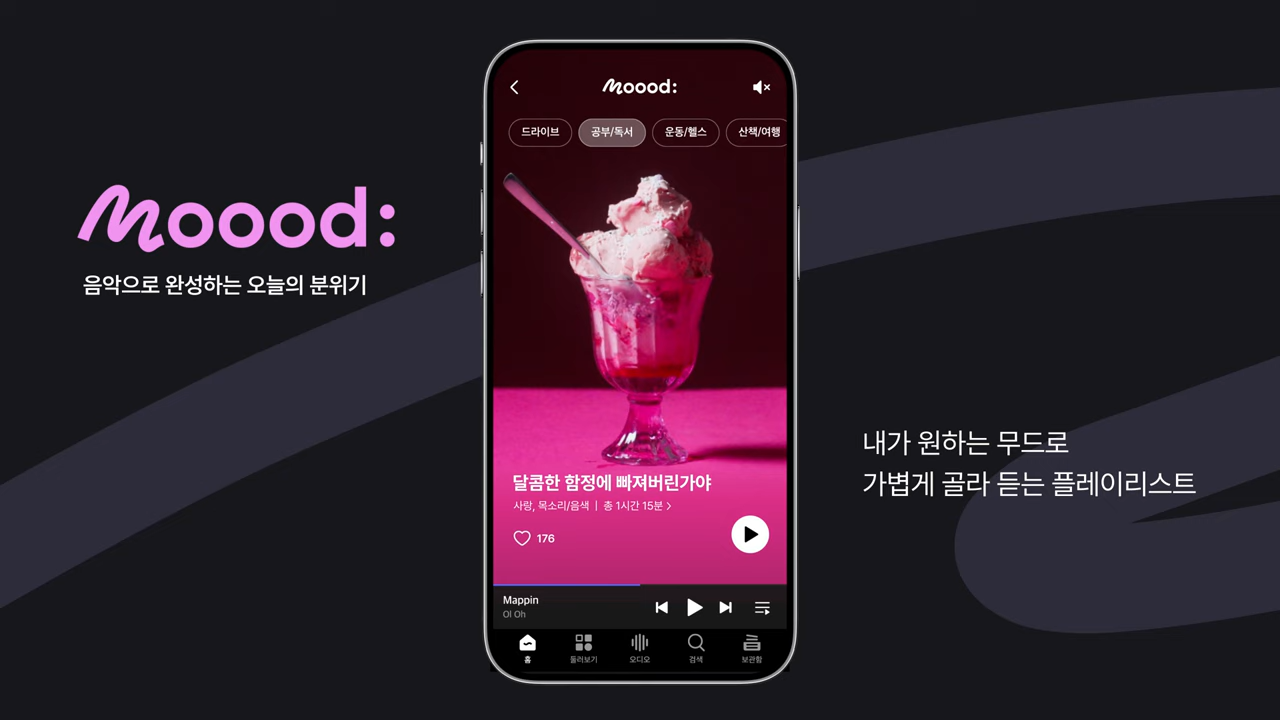 Moood:
음악으로 완성하는 오늘의 분위기
Moood:
드라이브 공부/독서 운동/헬스 산책/여행
달콤한 함정에 빠져버린가야
사랑, 목소리/음색 | 총 1시간 15분 >
176
Mappin
Ol Oh
홈 둘러보기 오디오 검색 보관함
내가 원하는 무드로
가볍게 골라 듣는 플레이리스트